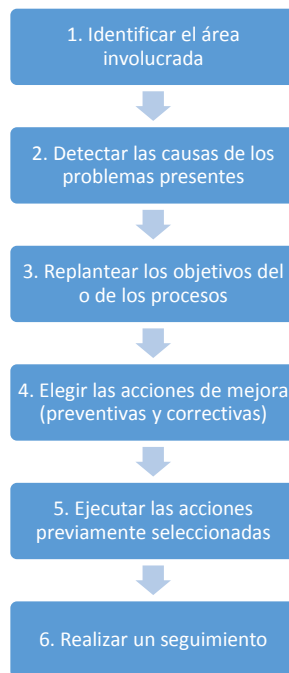 1. Identificar el área
involucrada
2. Detectar las causas de los
problemas presentes
3. Replantear los objetivos del
o de los procesos
4. Elegir las acciones de mejora
(preventivas y correctivas)
5. Ejecutar las acciones
previamente seleccionadas
6. Realizar un seguimiento